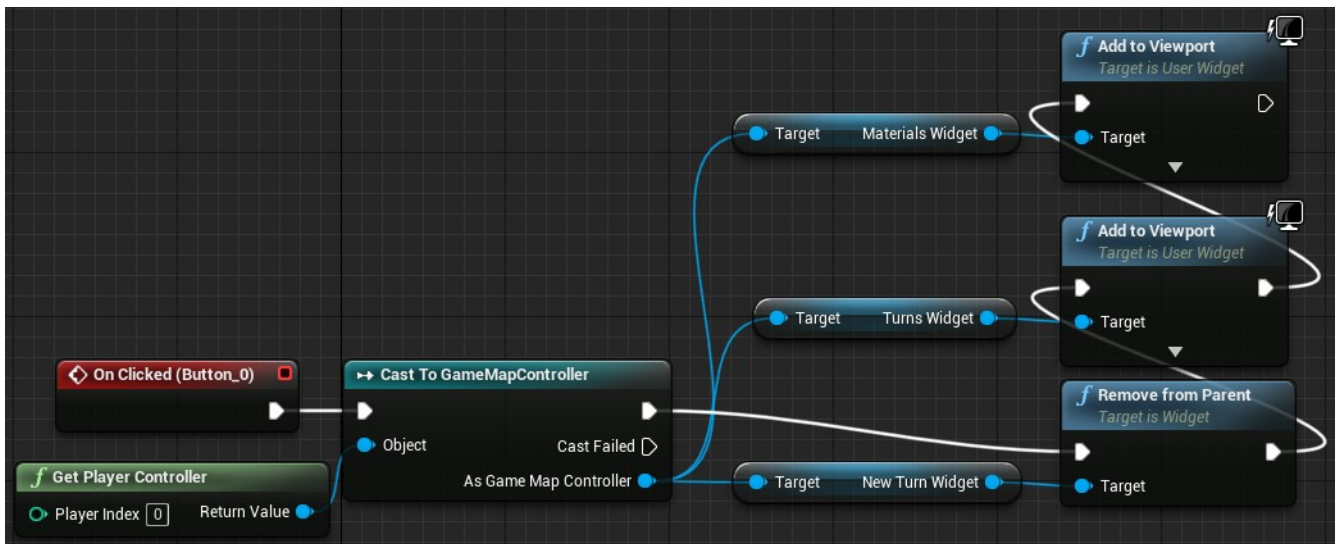 Add to Viewport
Target is User Widget
Target Materials Widget
Target
Add to Viewport
Target is User Widget
Target Turns Widget
Target
On Clicked (Button_0)
Cast To GameMapController
Object
Cast Failed
As Game Map Controller
Get Player Controller
Player Index 0 Return Value
Remove from Parent
Target is Widget
Target New Turn Widget
Target